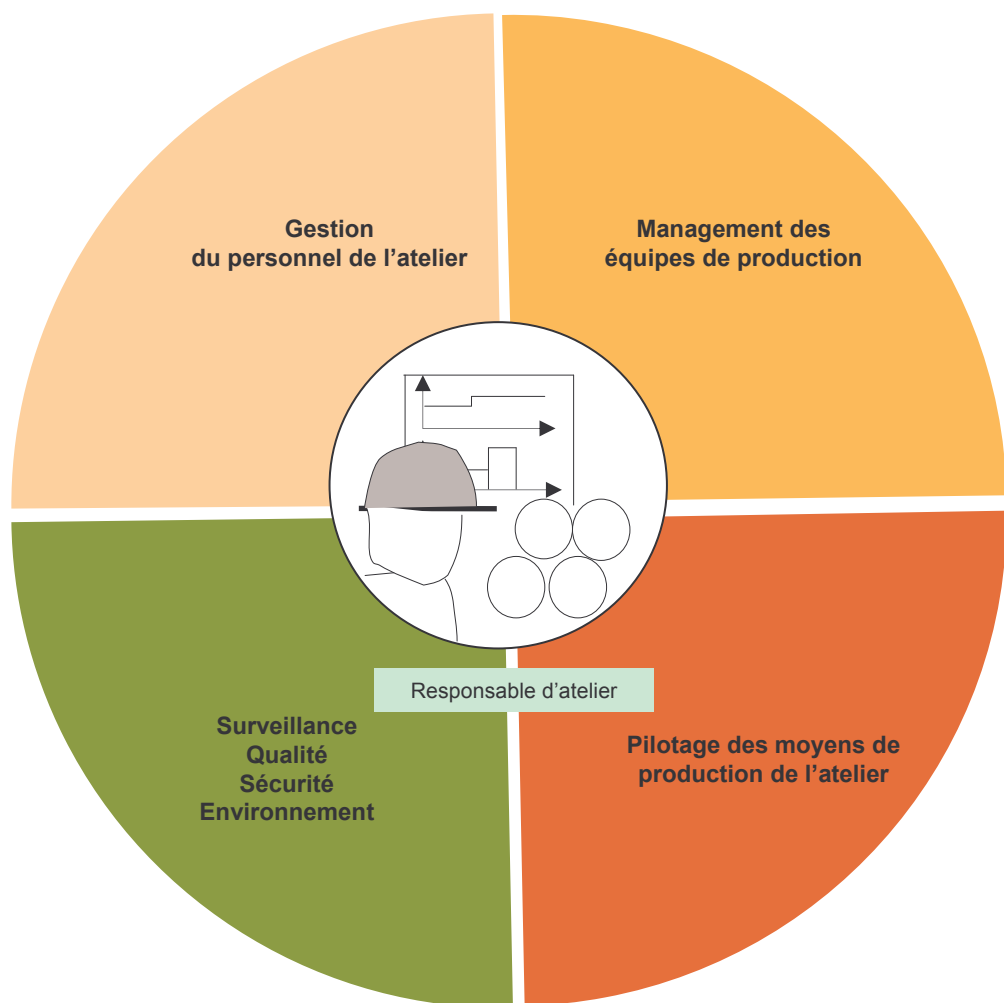 Gestion
du personnel de l’atelier
Management des
équipes de production
Responsable d’atelier
Surveillance
Qualité
Sécurité
Environnement
Pilotage des moyens de
production de l’atelier